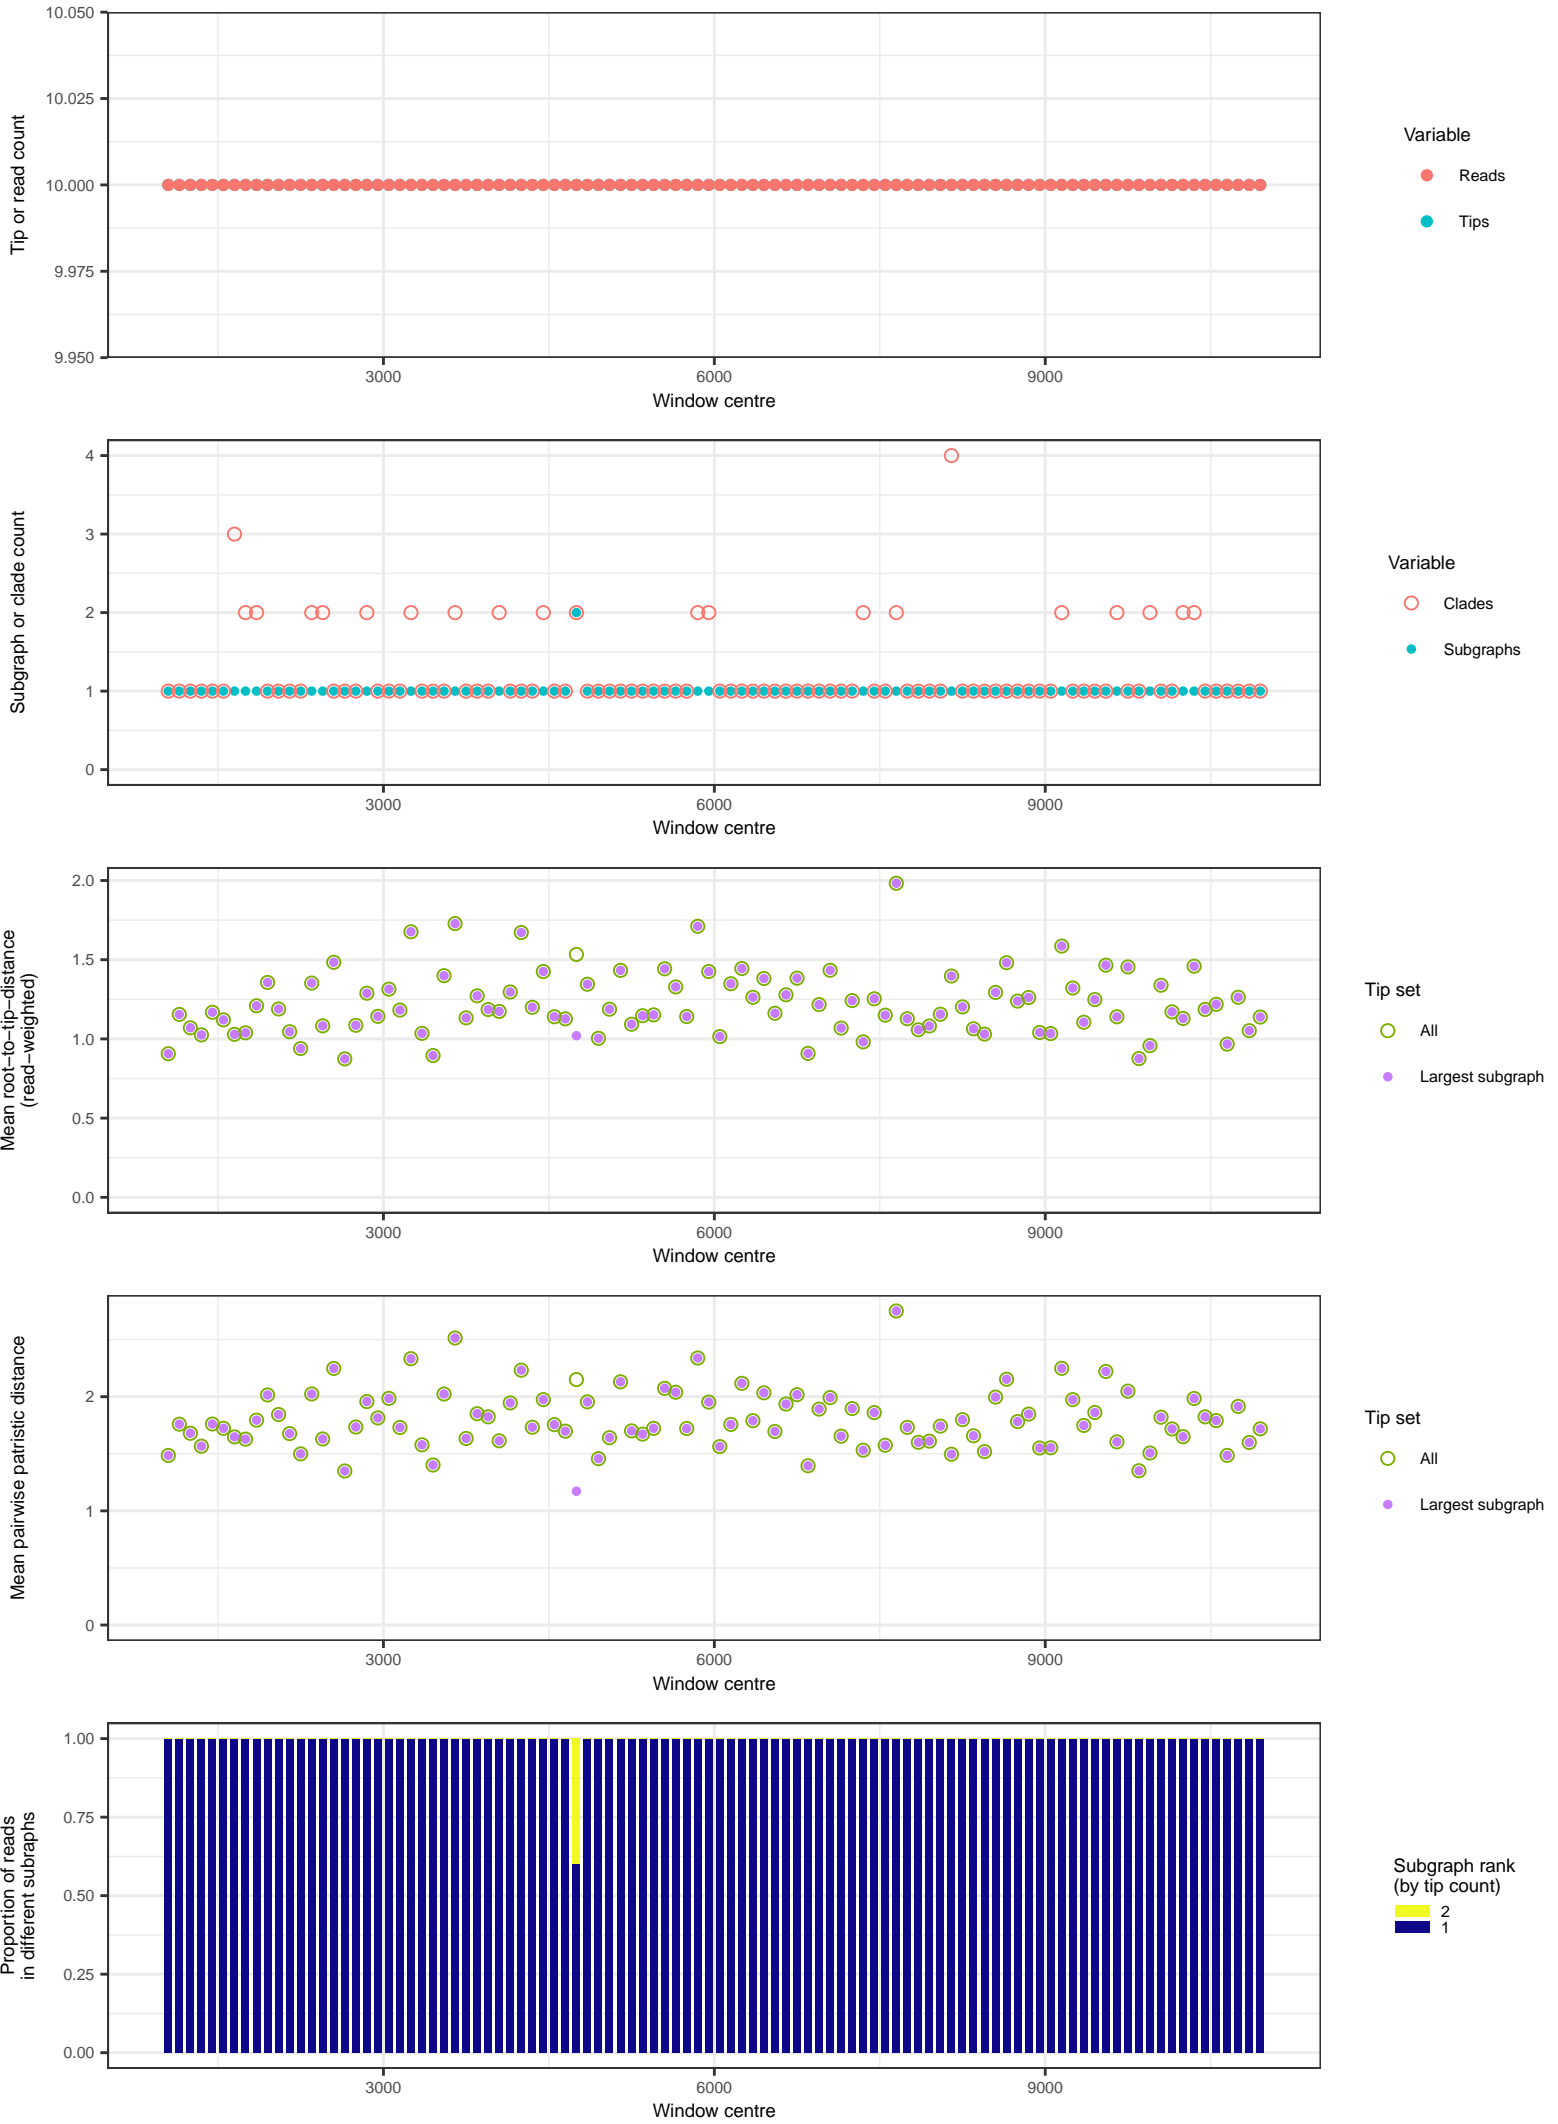 10.050
10.025
10.000
9.975
9.950
Tip or read count
3000 6000 9000
Window centre
Variable
Reads
Tips
4
3
2
1
0
Subgraph or clade count
3000 6000 9000
Window centre
Variable
Clades
Subgraphs
2.0
1.5
1.0
0.5
0.0
Mean root−to−tip−distance
(read−weighted)
3000 6000 9000
Window centre
Tip set
All
Largest subgraph
2
1
0
Mean pairwise patristic distance
3000 6000 9000
Window centre
Tip set
All
Largest subgraph
1.00
0.75
0.50
0.25
0.00
Proportion of reads
in different subraphs
3000 6000 9000
Window centre
Subgraph rank
(by tip count)
2
1